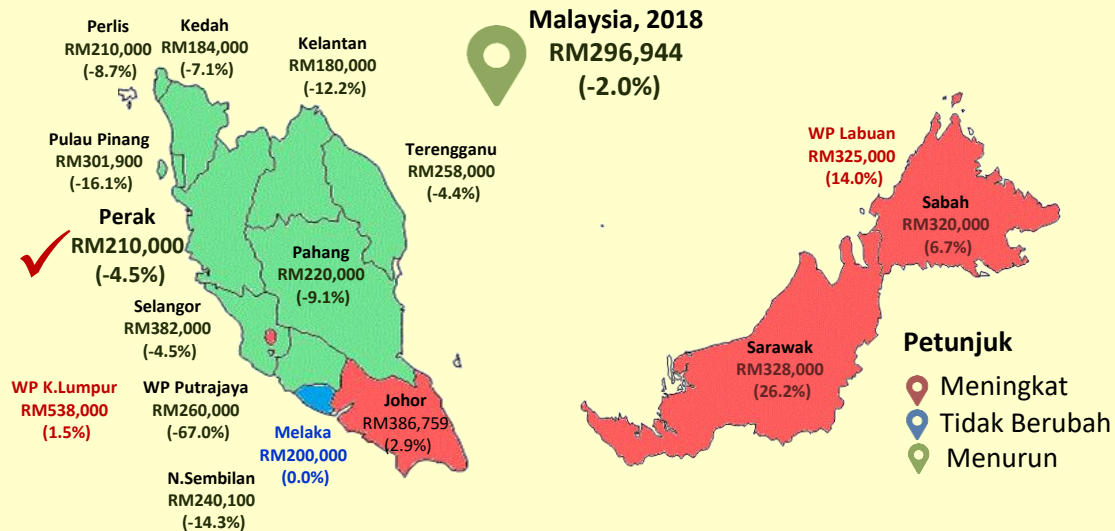 Malaysia, 2018
RM296,944
(-2.0%)
Perlis
RM210,000
(-8.7%)
Kedah
RM184,000
(-7.1%)
Kelantan
RM180,000
(-12.2%)
Pulau Pinang
RM301,900
(-16.1%)
Terengganu
RM258,000
(-4.4%)
Perak
RM210,000
(-4.5%)
Pahang
RM220,000
(-9.1%)
Selangor
RM382,000
(-4.5%)
WP K.Lumpur
RM538,000
(1.5%)
WP Putrajaya
RM260,000
(-67.0%)
Melaka
RM200,000
(0.0%)
Johor
RM386,759
(2.9%)
N.Sembilan
RM240,100
(-14.3%)
WP Labuan
RM325,000
(14.0%)
Sabah
RM320,000
(6.7%)
Sarawak
RM328,000
(26.2%)
Petunjuk
Meningkat
Tidak Berubah
Menurun